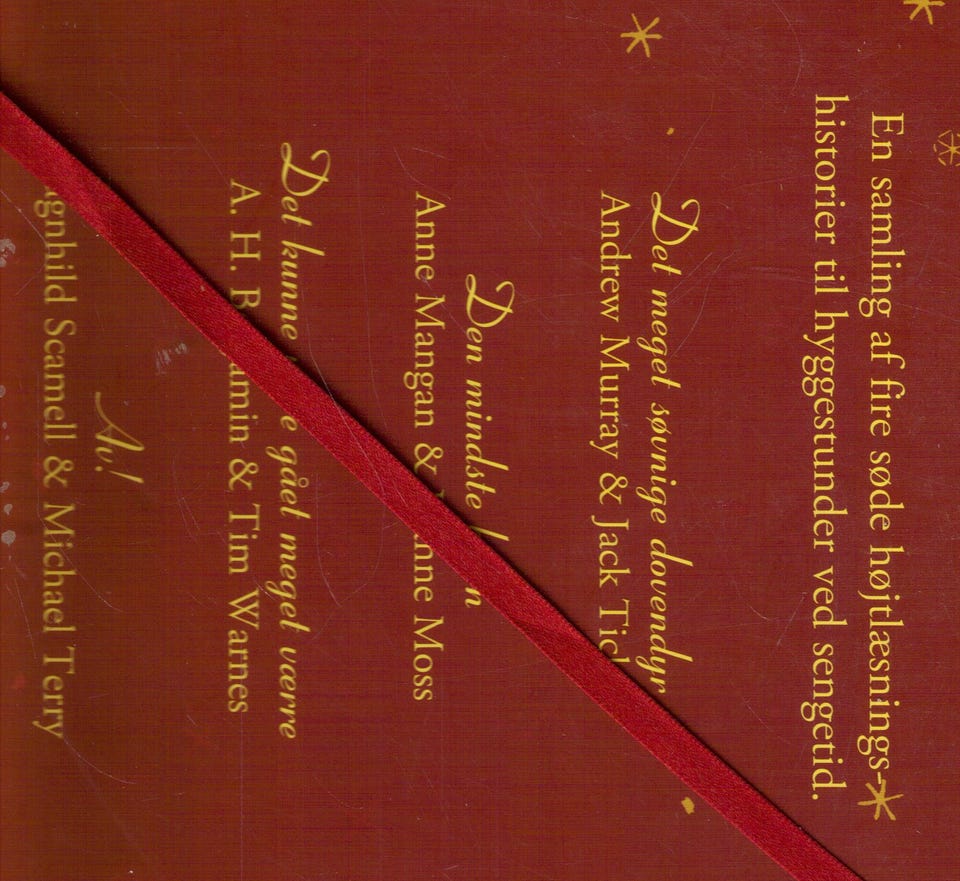 En samling af fire søde højtlæsnings-
historier til hyggestunder ved sengetid.
Det meget søvnige dovendyr
Andrew Murray & Jack
Den mindste
Anne Mangan & Moss
Det kunne gået meget værre
A. H. & Tim Warnes
Av!
Scamell & Michael Terry